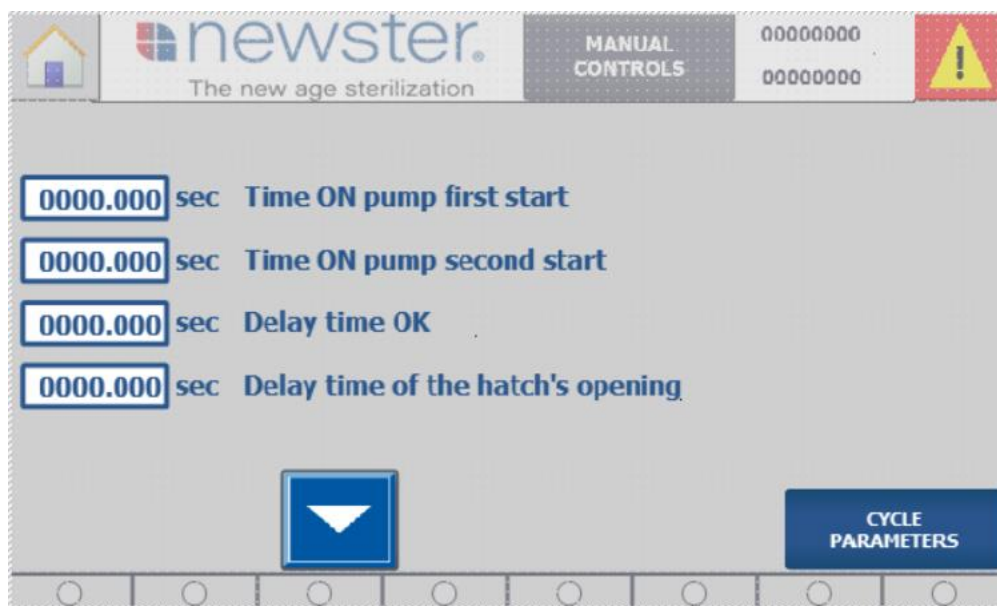 newster®
The new age sterilization
MANUAL
CONTROLS
00000000
00000000
!
0000.000 sec Time ON pump first start
0000.000 sec Time ON pump second start
0000.000 sec Delay time OK
0000.000 sec Delay time of the hatch's opening
CYCLE
PARAMETERS